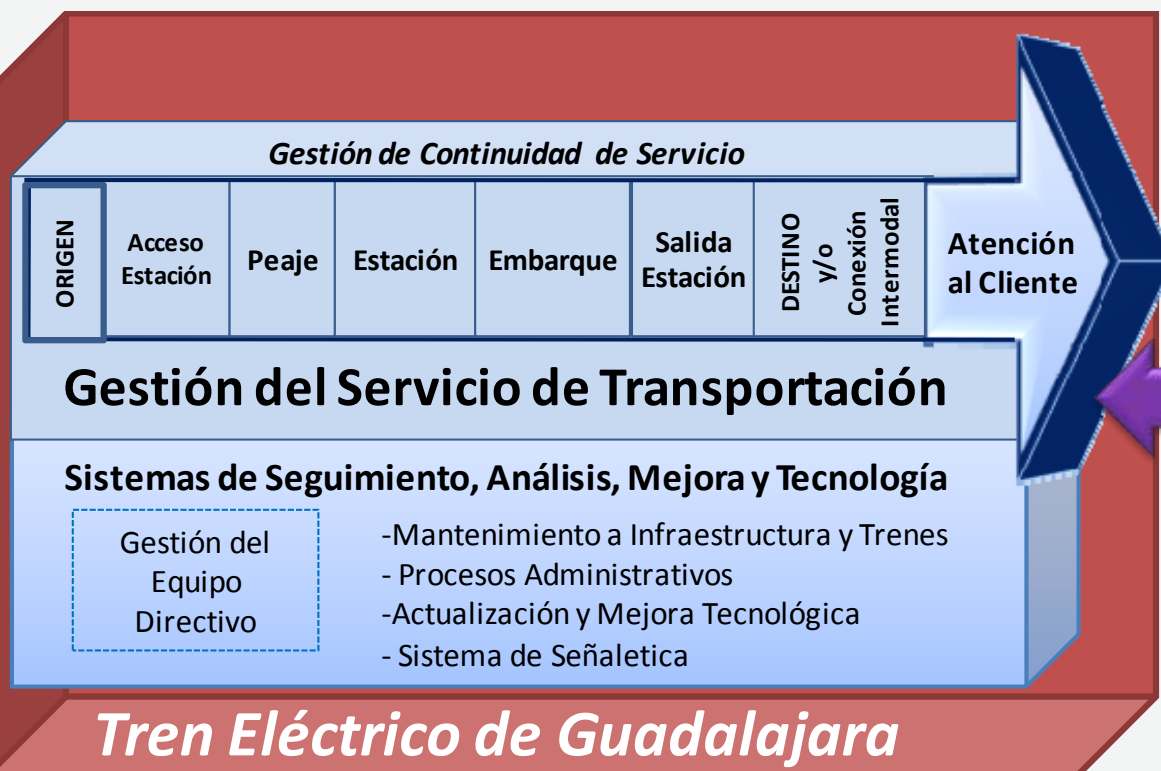 Gestión de Continuidad de Servicio
ORIGEN
Acceso
Estación
Peaje
Estación
Embarque
Salida
Estación
DESTINO
y/o
Conexión
Intermodal
Atención
al Cliente
Gestión del Servicio de Transportación
Sistemas de Seguimiento, Análisis, Mejora y Tecnología
Gestión del
Equipo
Directivo
-Mantenimiento a Infraestructura y Trenes
- Procesos Administrativos
-Actualización y Mejora Tecnológica
- Sistema de Señaletica
Tren Eléctrico de Guadalajara